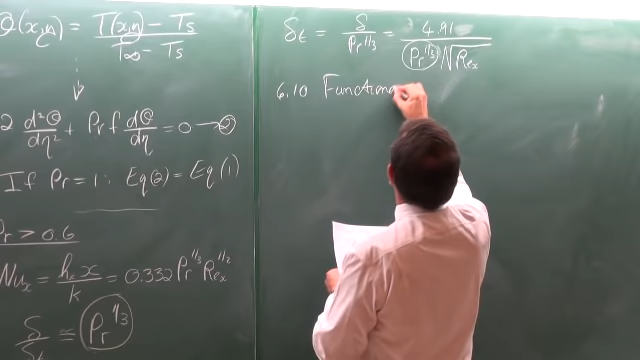 θ(x,η) = T(x,η) - Ts / T∞ - Ts
2 d²θ/dη² + Pr f dθ/dη = 0 → ②
If Pr = 1 : Eq(2) = Eq(1)
Pr > 0.6
Nux = hx x / k = 0.332 Pr^1/3 Rex^1/2
δ/δt ≅ Pr^1/3
δt = δ / Pr^1/3 = 4.91 / Pr^1/3 √Rex
6.10 Functiona